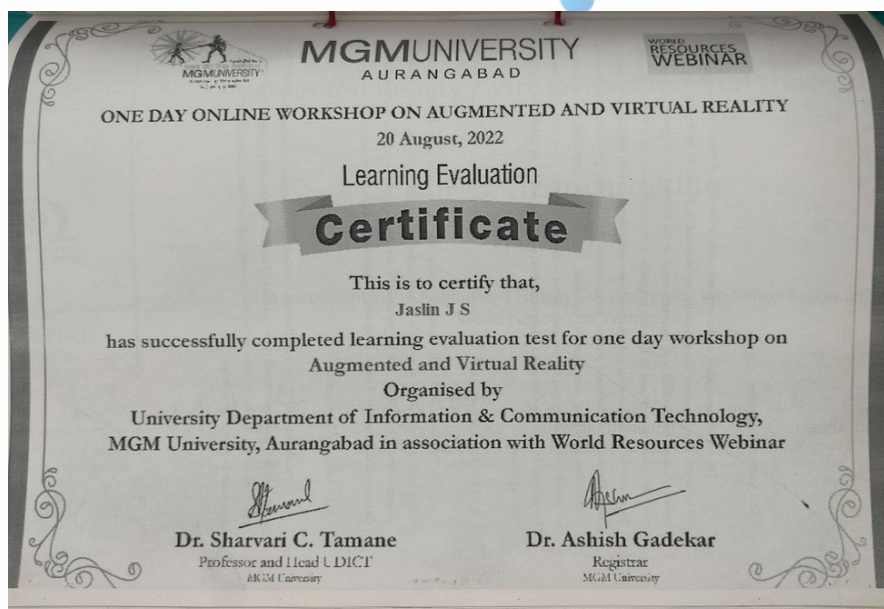 MGMUNIVERSITY
AURANGABAD
MGMUNIVERSITY
WORLD
RESOURCES
WEBINAR
ONE DAY ONLINE WORKSHOP ON AUGMENTED AND VIRTUAL REALITY
20 August, 2022
Learning Evaluation
Certificate
This is to certify that,
Jaslin J S
has successfully completed learning evaluation test for one day workshop on
Augmented and Virtual Reality
Organised by
University Department of Information & Communication Technology,
MGM University, Aurangabad in association with World Resources Webinar
Dr. Sharvari C. Tamane
Professor and Head UDICT
MGM University
Dr. Ashish Gadekar
Registrar
MGM University